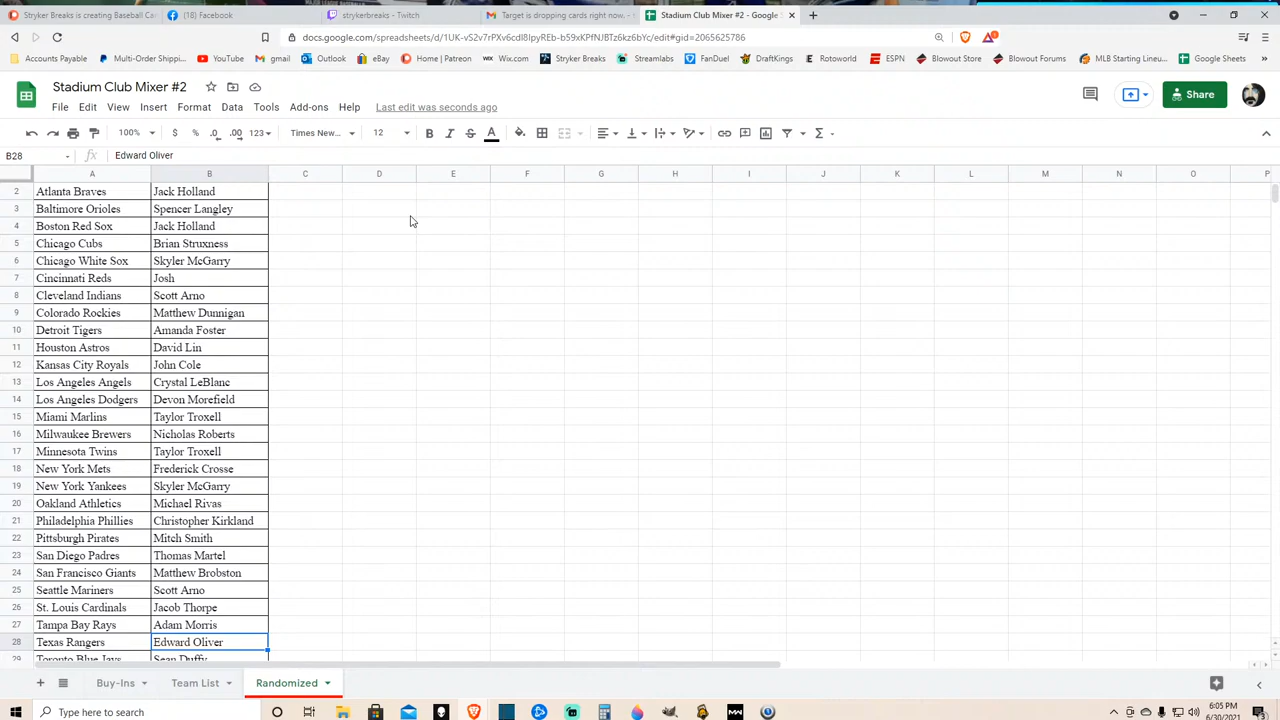 Stryker Breaks is creating Baseball Ca
(18) Facebook
strykerbreaks - Twitch
Target is dropping cards right now, -
Stadium Club Mixer #2 - Google S
docs.google.com/spreadsheets/d/1UK-vS2v7rPXv6cdI8IpyREb-b59xKPfNJBTz6kz6bYc/edit#gid=2065625786
Accounts Payable
Multi-Order Shippi...
YouTube
gmail
Outlook
eBay
Home | Patreon
Wix.com
Stryker Breaks
Streamlabs
FanDuel
DraftKings
Rotoworld
ESPN
Blowout Store
Blowout Forums
MLB Starting Lineu...
Google Sheets
Stadium Club Mixer #2
File Edit View Insert Format Data Tools Add-ons Help Last edit was seconds ago
Share
100% $ % .0 .00 123 Times New... 12 B I S A
B28 fx Edward Oliver
A B C D E F G H I J K L M N O P
2 Atlanta Braves Jack Holland
3 Baltimore Orioles Spencer Langley
4 Boston Red Sox Jack Holland
5 Chicago Cubs Brian Struxness
6 Chicago White Sox Skyler McGarry
7 Cincinnati Reds Josh
8 Cleveland Indians Scott Arno
9 Colorado Rockies Matthew Dunnigan
10 Detroit Tigers Amanda Foster
11 Houston Astros David Lin
12 Kansas City Royals John Cole
13 Los Angeles Angels Crystal LeBlanc
14 Los Angeles Dodgers Devon Morefield
15 Miami Marlins Taylor Troxell
16 Milwaukee Brewers Nicholas Roberts
17 Minnesota Twins Taylor Troxell
18 New York Mets Frederick Crosse
19 New York Yankees Skyler McGarry
20 Oakland Athletics Michael Rivas
21 Philadelphia Phillies Christopher Kirkland
22 Pittsburgh Pirates Mitch Smith
23 San Diego Padres Thomas Martel
24 San Francisco Giants Matthew Brobston
25 Seattle Mariners Scott Arno
26 St. Louis Cardinals Jacob Thorpe
27 Tampa Bay Rays Adam Morris
28 Texas Rangers Edward Oliver
29 Toronto Blue Jays Sean Duffy
Buy-Ins
Team List
Randomized
Type here to search
6:05 PM
6/30/2021